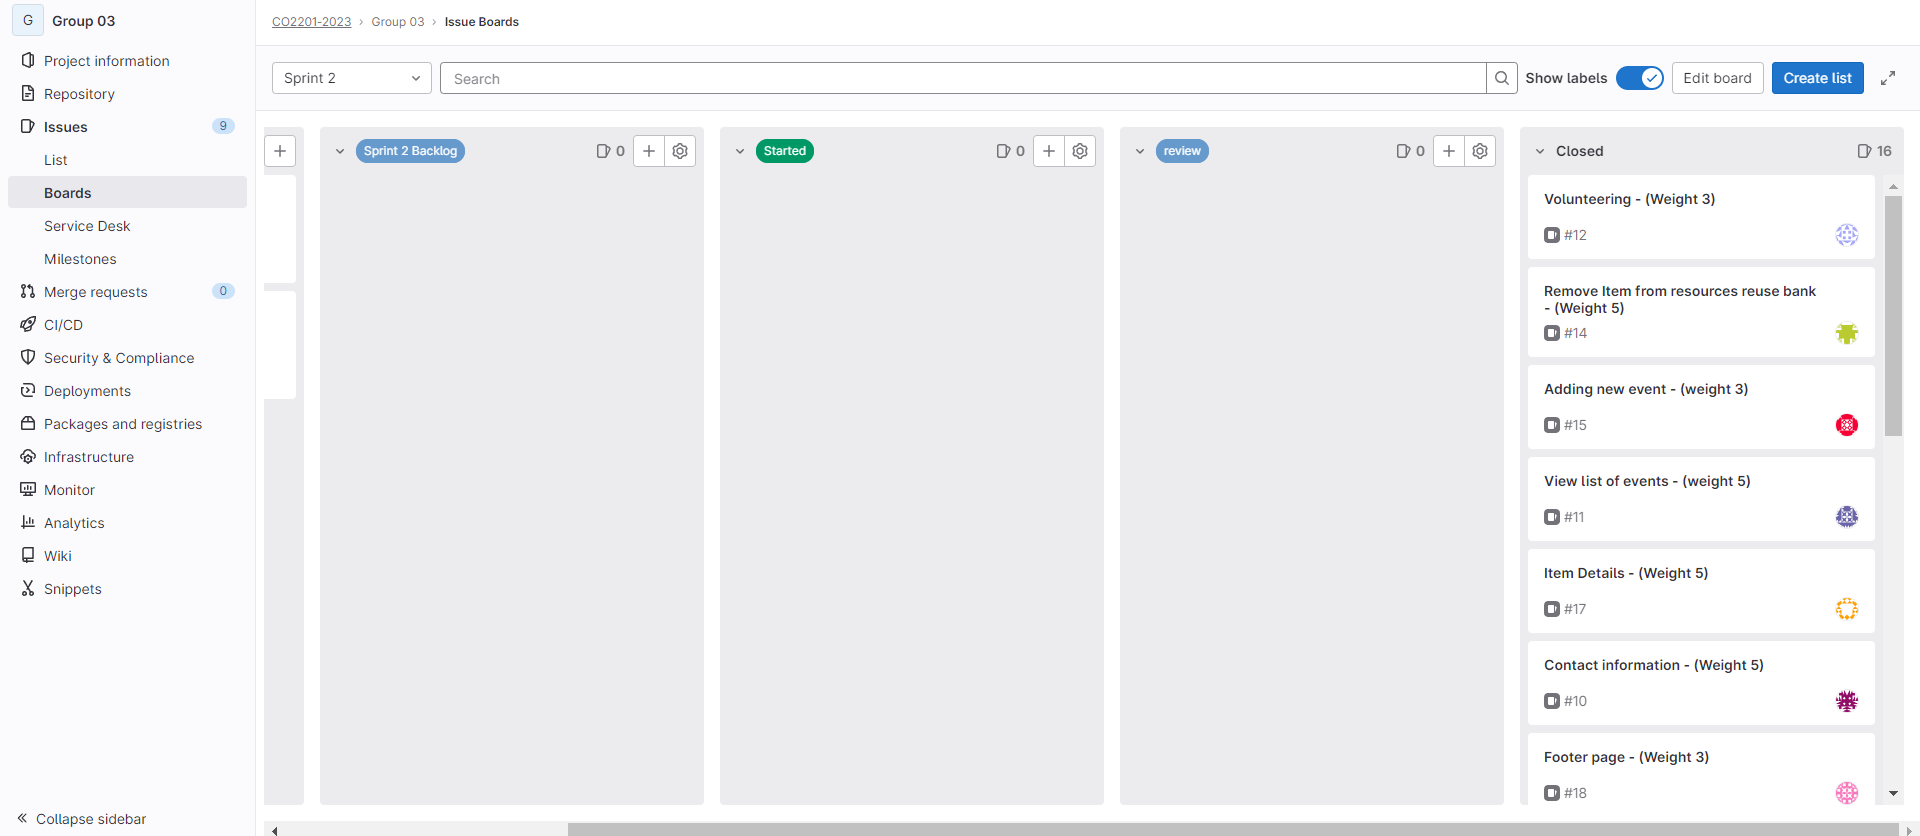 G Group 03
Project information
Repository
Issues 9
List
Boards
Service Desk
Milestones
Merge requests 0
CI/CD
Security & Compliance
Deployments
Packages and registries
Infrastructure
Monitor
Analytics
Wiki
Snippets
Collapse sidebar
CO2201-2023 › Group 03 › Issue Boards
Sprint 2
Search
Show labels
Edit board
Create list
Sprint 2 Backlog 0
Started 0
review 0
Closed 16
Volunteering - (Weight 3)
#12
Remove Item from resources reuse bank
- (Weight 5)
#14
Adding new event - (weight 3)
#15
View list of events - (weight 5)
#11
Item Details - (Weight 5)
#17
Contact information - (Weight 5)
#10
Footer page - (Weight 3)
#18